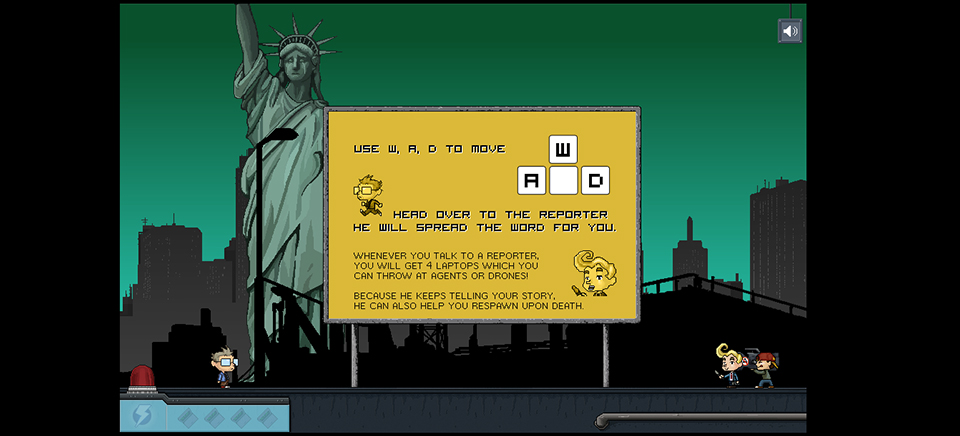 USE W, A, D TO MOVE
W
A D
HEAD OVER TO THE REPORTER
HE WILL SPREAD THE WORD FOR YOU.
WHENEVER YOU TALK TO A REPORTER,
YOU WILL GET 4 LAPTOPS WHICH YOU
CAN THROW AT AGENTS OR DRONES!
BECAUSE HE KEEPS TELLING YOUR STORY,
HE CAN ALSO HELP YOU RESPAWN UPON DEATH.